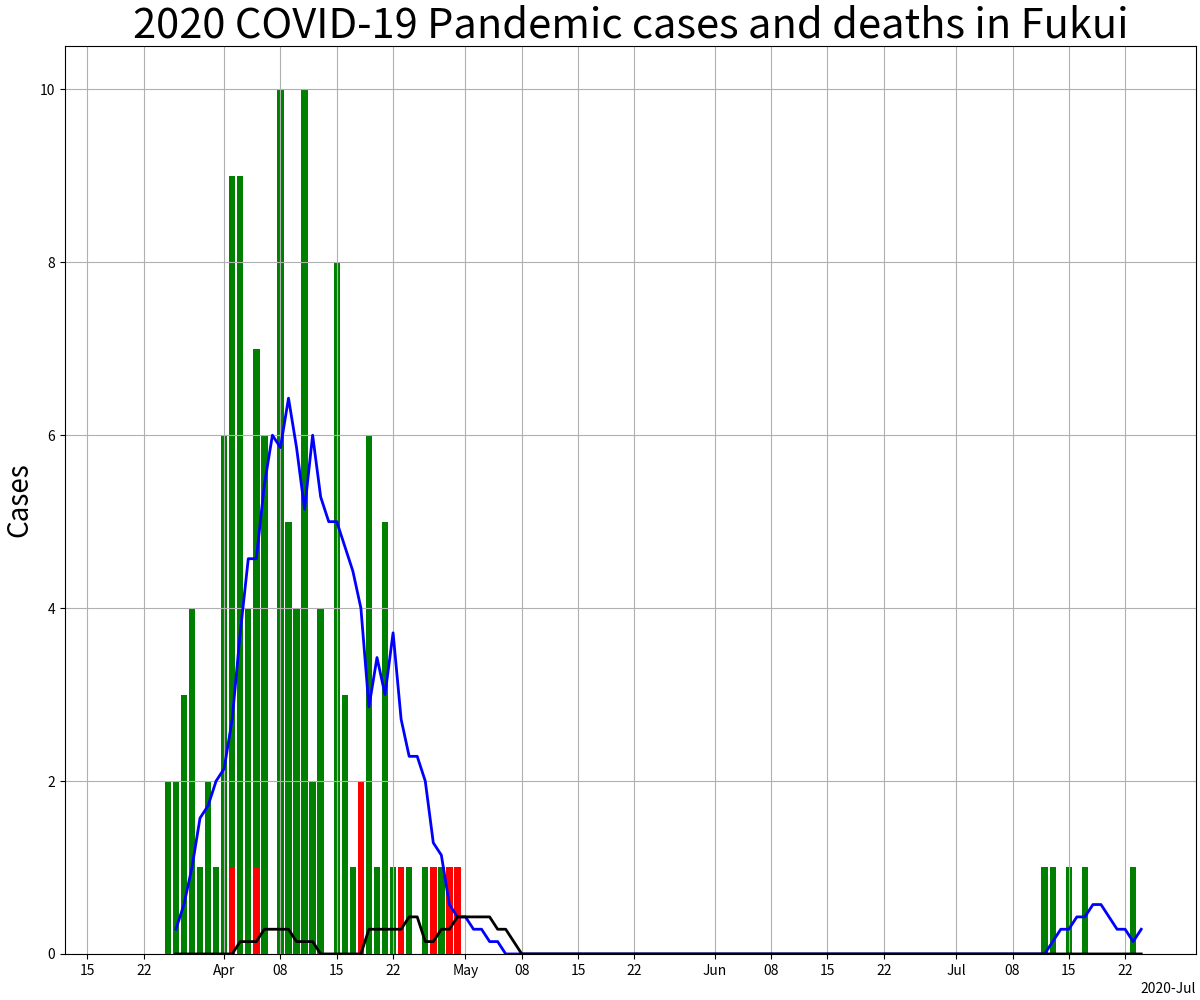 2020 COVID-19 Pandemic cases and deaths in Fukui
10
8
6
4
2
0
Cases
15 22 Apr 08 15 22 May 08 15 22 Jun 08 15 22 Jul 08 15 22
2020-Jul